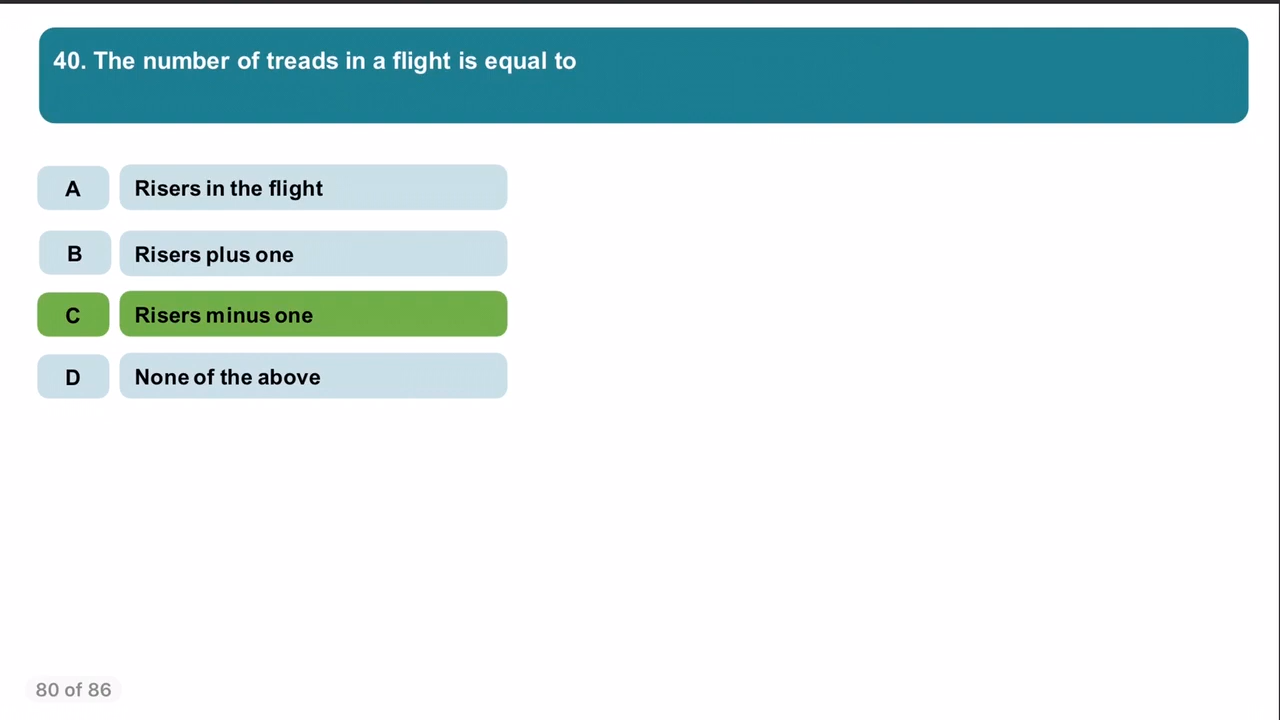 40. The number of treads in a flight is equal to
A Risers in the flight
B Risers plus one
C Risers minus one
D None of the above
80 of 86